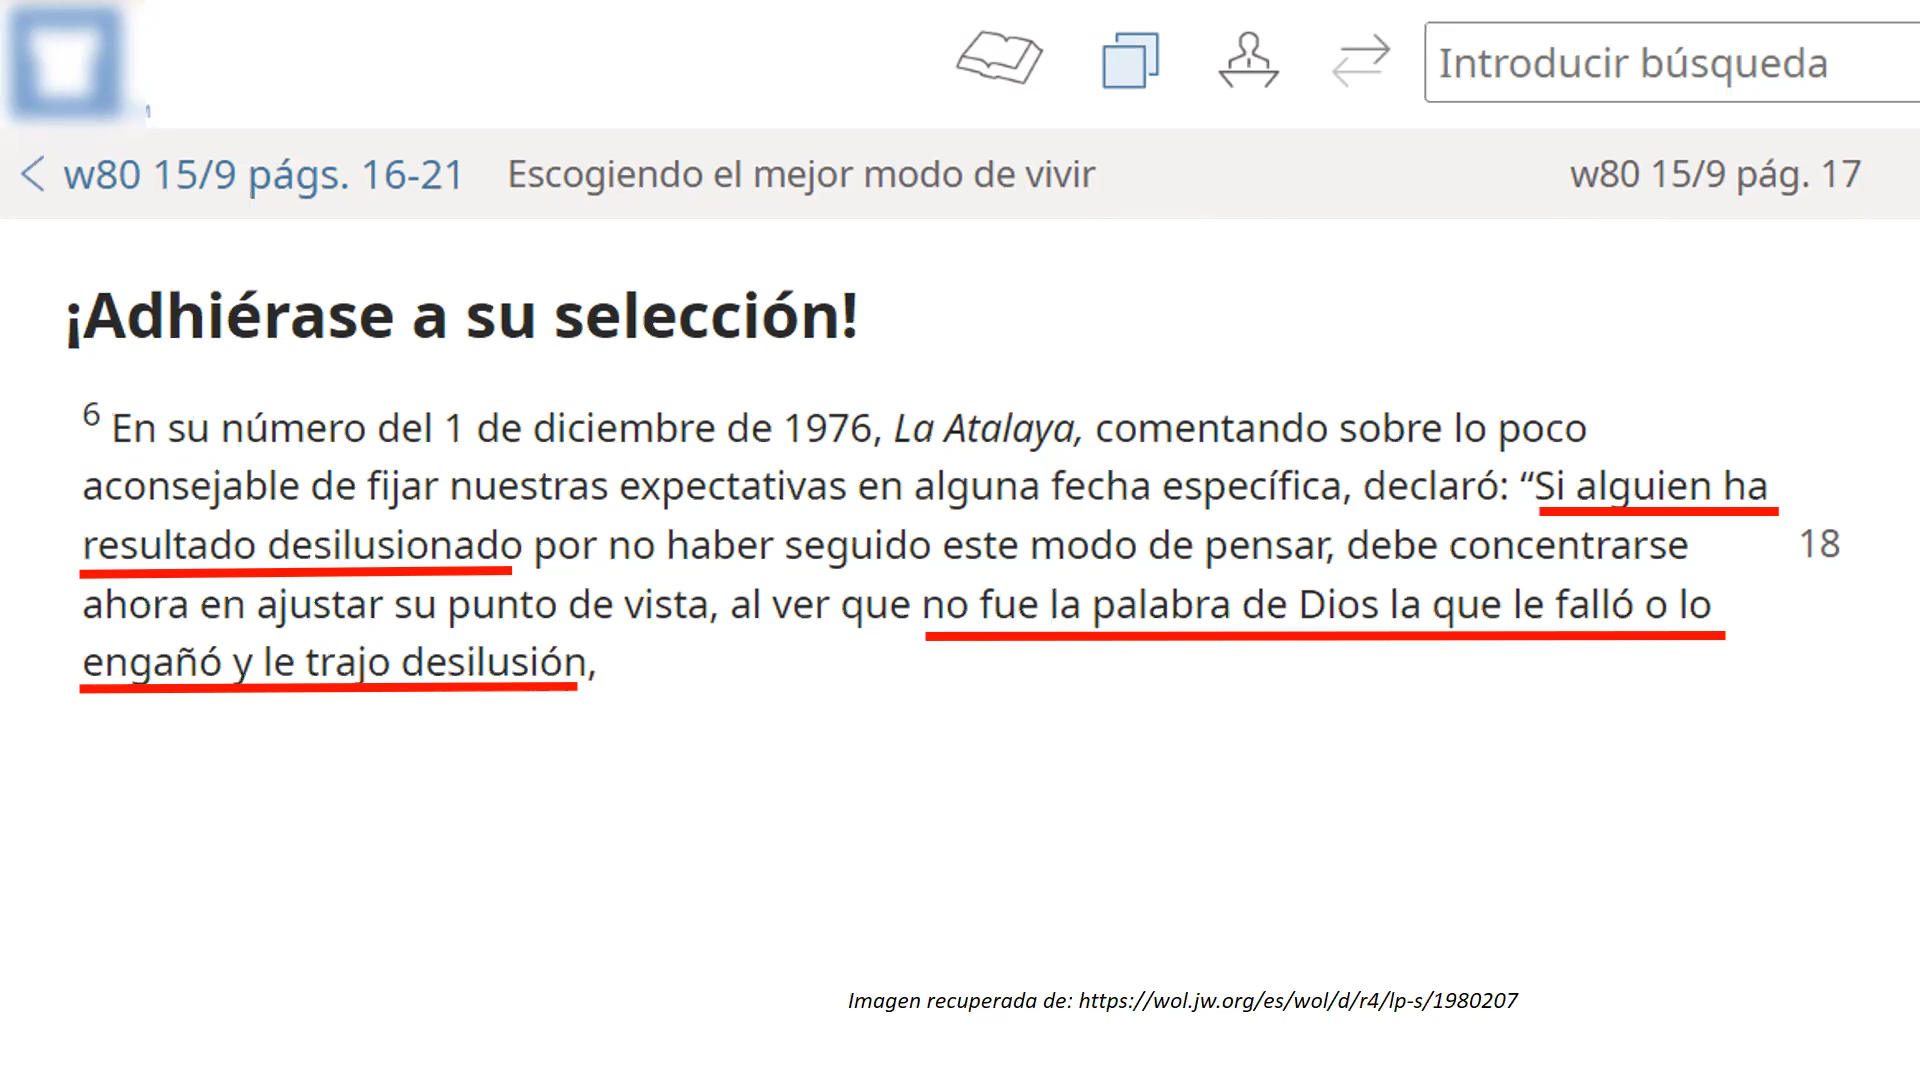 Introducir búsqueda
w80 15/9 págs. 16-21 Escogiendo el mejor modo de vivir w80 15/9 pág. 17
¡Adhiérase a su selección!
6 En su número del 1 de diciembre de 1976, La Atalaya, comentando sobre lo poco
aconsejable de fijar nuestras expectativas en alguna fecha específica, declaró: “Si alguien ha
resultado desilusionado por no haber seguido este modo de pensar, debe concentrarse 18
ahora en ajustar su punto de vista, al ver que no fue la palabra de Dios la que le falló o lo
engañó y le trajo desilusión,
Imagen recuperada de: https://wol.jw.org/es/wol/d/r4/lp-s/1980207